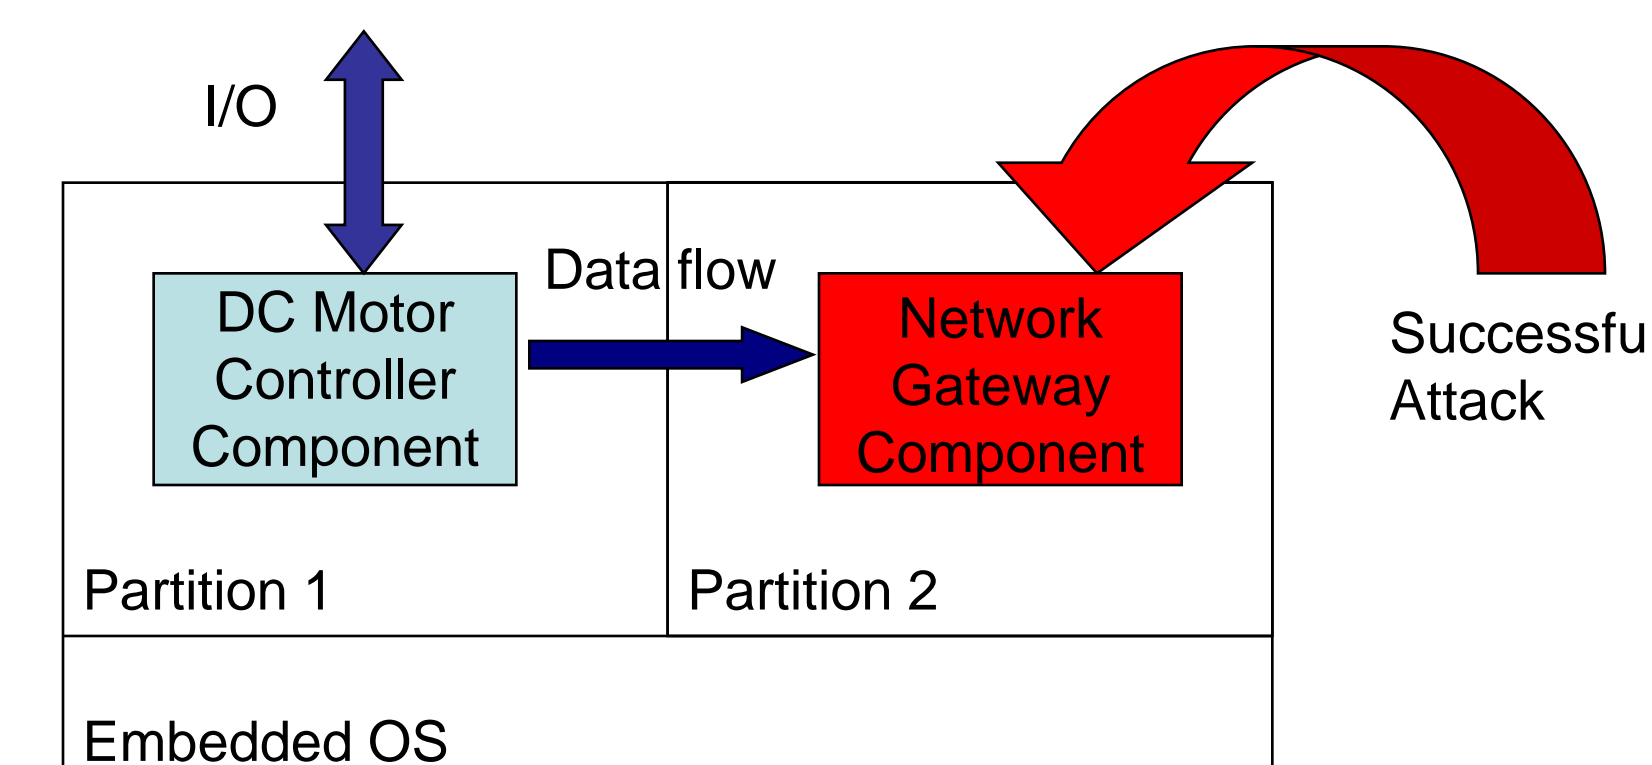 I/O
Data flow
DC Motor
Controller
Component
Network
Gateway
Component
Successfu
Attack
Partition 1
Partition 2
Embedded OS